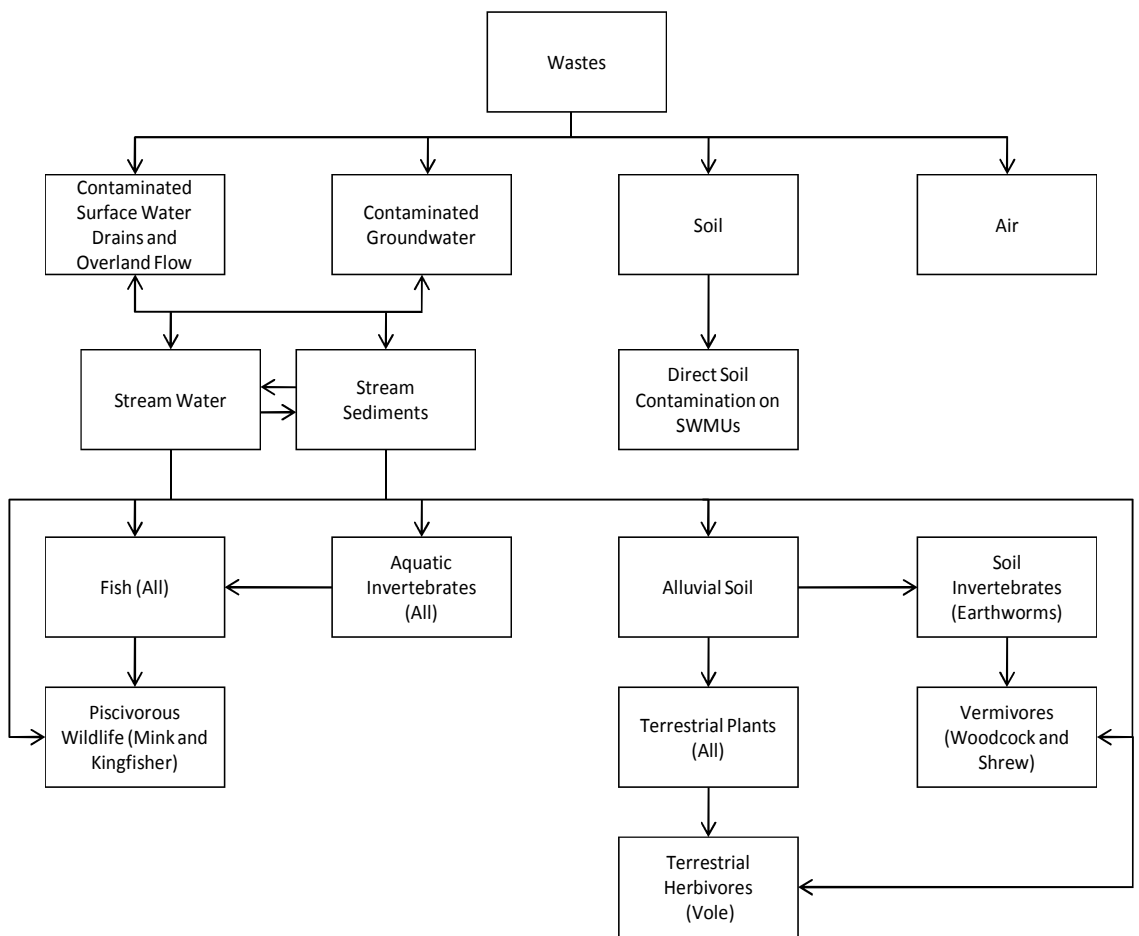 Wastes
Contaminated
Surface Water
Drains and
Overland Flow
Contaminated
Groundwater
Soil
Air
Stream Water
Stream
Sediments
Direct Soil
Contamination on
SWMUs
Fish (All)
Aquatic
Invertebrates
(All)
Alluvial Soil
Soil
Invertebrates
(Earthworms)
Piscivorous
Wildlife (Mink and
Kingfisher)
Terrestrial Plants
(All)
Vermivores
(Woodcock and
Shrew)
Terrestrial
Herbivores
(Vole)